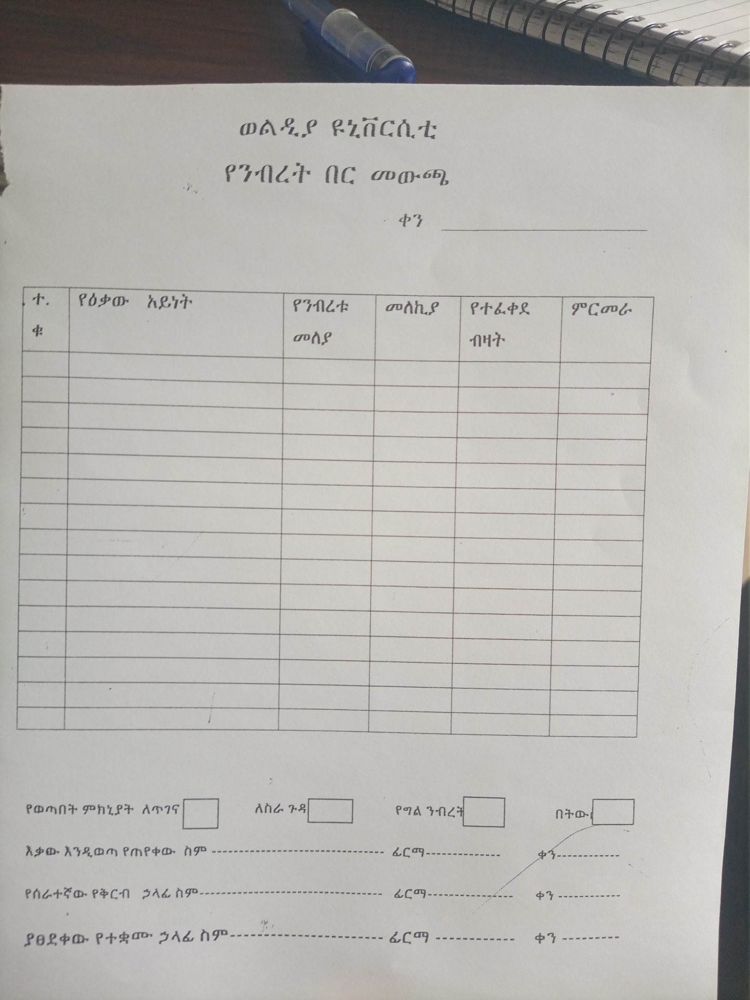 ወልዲያ ዩኒቨርሲቲ
የንብረት በር መውጫ
ቀን
ተ.ቁ የዕቃው አይነት የንብረቱ መለያ መለኪያ የተፈቀደ ብዛት ምርመራ
የወጣበት ምክኒያት ለጥገና ለስራ ጉዳ የግል ንብረት በትው
እቃው እንዲወጣ የጠየቀው ስም ፊርማ ቀን
የሰራተኛው የቅርብ ኃላፊ ስም ፊርማ ቀን
ያፀደቀው የተቋሙ ኃላፊ ስም ፊርማ ቀን